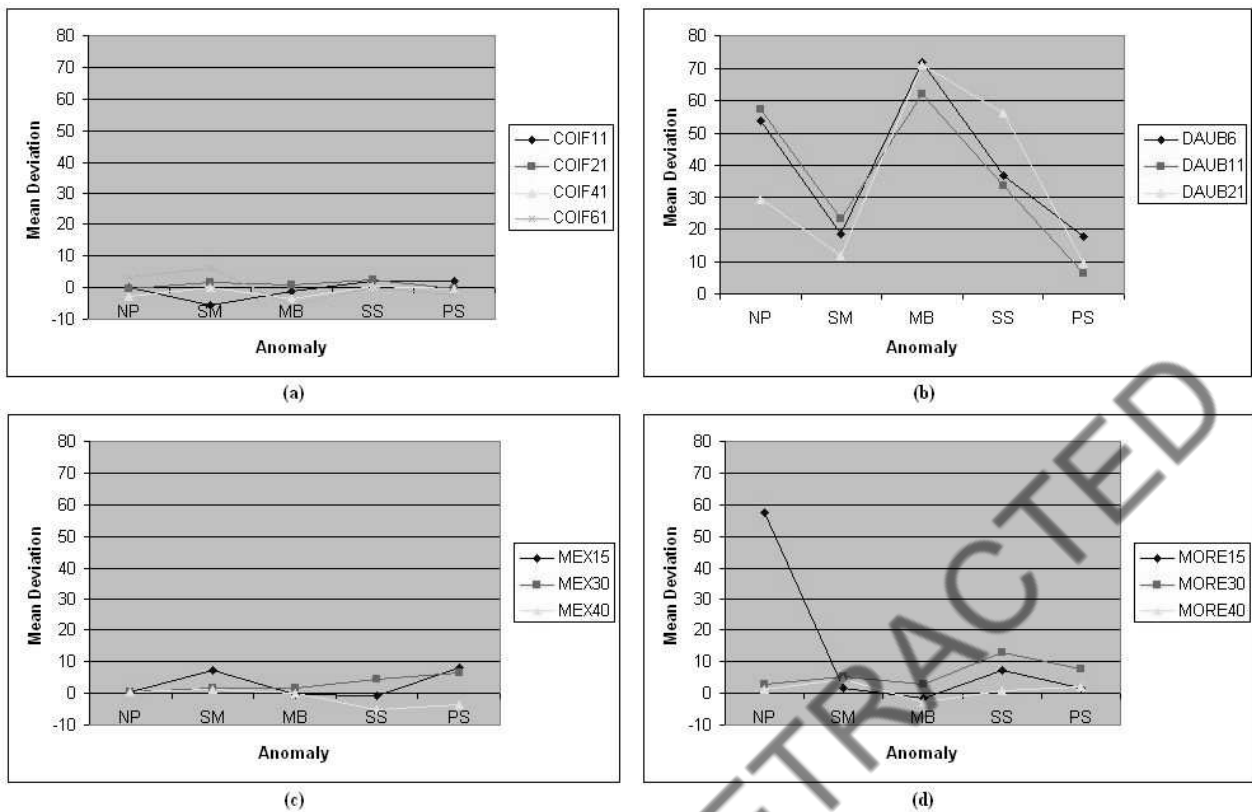 80
70
60
50
40
30
20
10
0
-10
Mean Deviation
NP SM MB SS PS
Anomaly
COIF11
COIF21
COIF41
COIF61
(a)
80
70
60
50
40
30
20
10
0
Mean Deviation
NP SM MB SS PS
Anomaly
DAUB6
DAUB11
DAUB21
(b)
80
70
60
50
40
30
20
10
0
-10
Mean Deviation
NP SM MB SS PS
Anomaly
MEX15
MEX30
MEX40
(c)
80
70
60
50
40
30
20
10
0
-10
Mean Deviation
NP SM MB SS PS
Anomaly
MORE15
MORE30
MORE40
(d)
ETRACTED